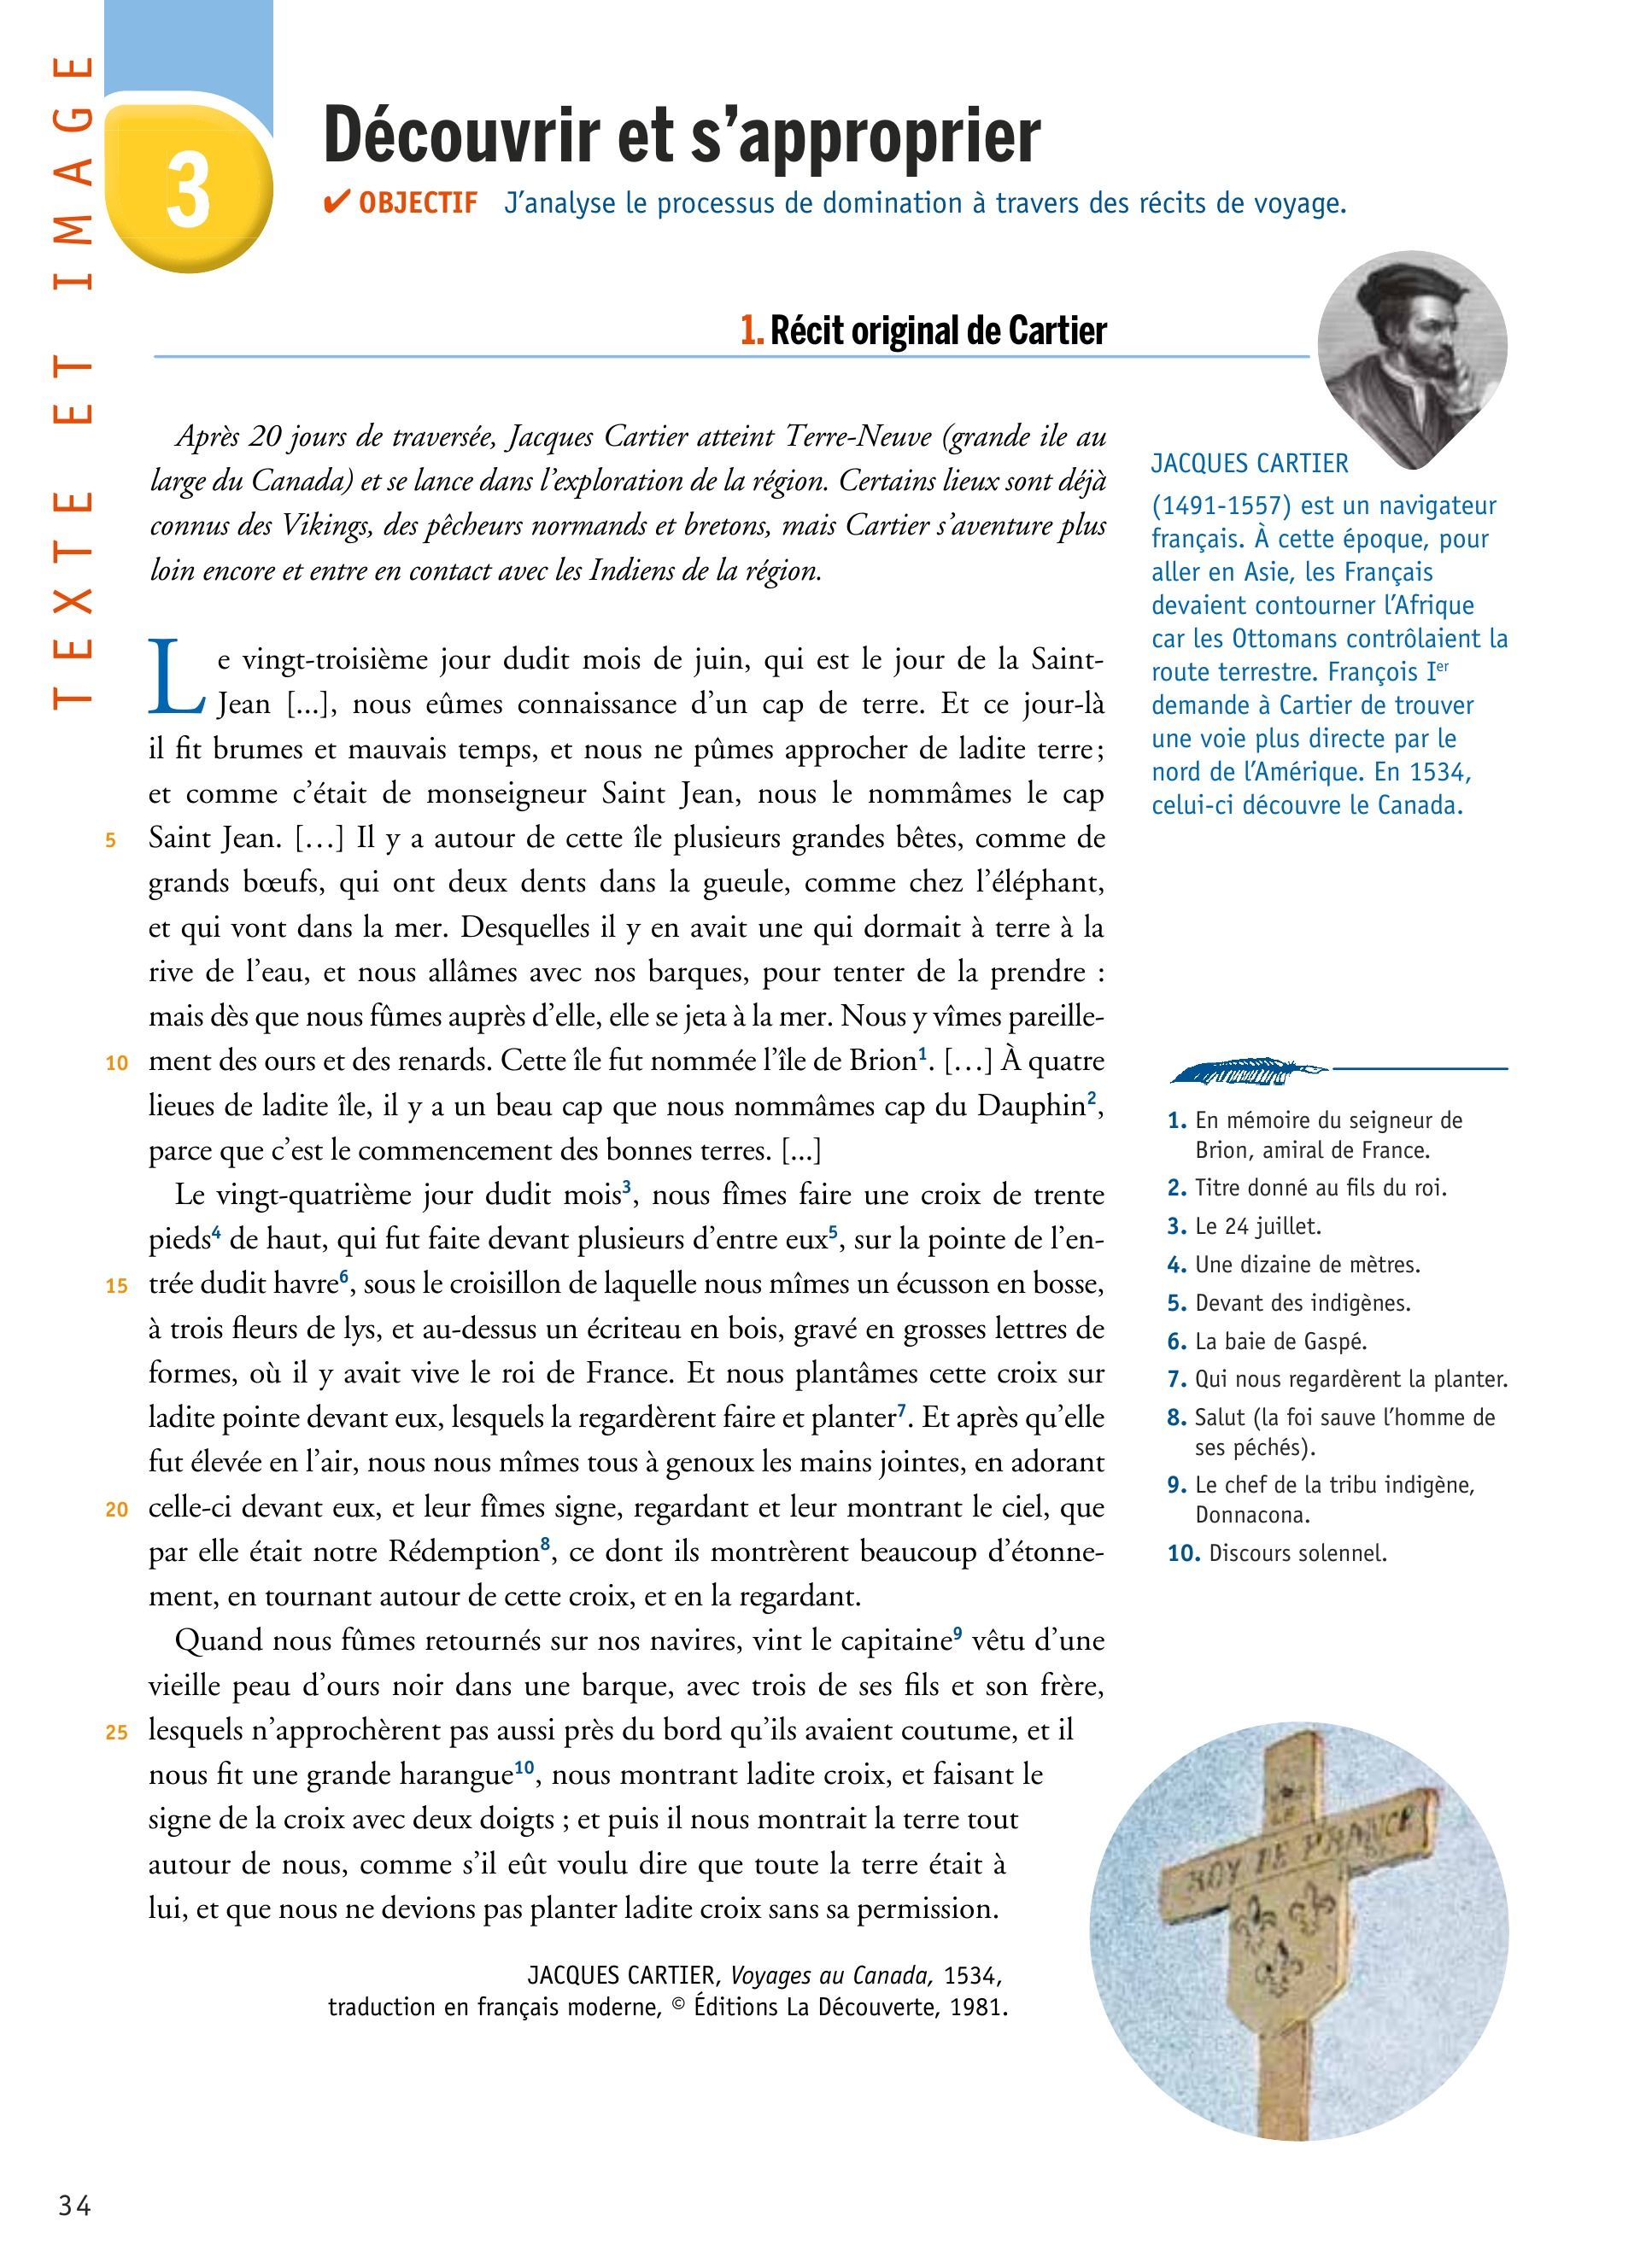 TEXTE ET IMAGE
3
Découvrir et s’approprier
✔ OBJECTIF J’analyse le processus de domination à travers des récits de voyage.
1. Récit original de Cartier
Après 20 jours de traversée, Jacques Cartier atteint Terre-Neuve (grande ile au
large du Canada) et se lance dans l’exploration de la région. Certains lieux sont déjà
connus des Vikings, des pêcheurs normands et bretons, mais Cartier s’aventure plus
loin encore et entre en contact avec les Indiens de la région.
Le vingt-troisième jour dudit mois de juin, qui est le jour de la Saint-
Jean [...], nous eûmes connaissance d’un cap de terre. Et ce jour-là
il fit brumes et mauvais temps, et nous ne pûmes approcher de ladite terre ;
et comme c’était de monseigneur Saint Jean, nous le nommâmes le cap
5 Saint Jean. […] Il y a autour de cette île plusieurs grandes bêtes, comme de
grands bœufs, qui ont deux dents dans la gueule, comme chez l’éléphant,
et qui vont dans la mer. Desquelles il y en avait une qui dormait à terre à la
rive de l’eau, et nous allâmes avec nos barques, pour tenter de la prendre :
mais dès que nous fûmes auprès d’elle, elle se jeta à la mer. Nous y vîmes pareille-
10 ment des ours et des renards. Cette île fut nommée l’île de Brion1. […] À quatre
lieues de ladite île, il y a un beau cap que nous nommâmes cap du Dauphin2,
parce que c’est le commencement des bonnes terres. [...]
Le vingt-quatrième jour dudit mois3, nous fîmes faire une croix de trente
pieds4 de haut, qui fut faite devant plusieurs d’entre eux5, sur la pointe de l’en-
15 trée dudit havre6, sous le croisillon de laquelle nous mîmes un écusson en bosse,
à trois fleurs de lys, et au-dessus un écriteau en bois, gravé en grosses lettres de
formes, où il y avait vive le roi de France. Et nous plantâmes cette croix sur
ladite pointe devant eux, lesquels la regardèrent faire et planter7. Et après qu’elle
fut élevée en l’air, nous nous mîmes tous à genoux les mains jointes, en adorant
20 celle-ci devant eux, et leur fîmes signe, regardant et leur montrant le ciel, que
par elle était notre Rédemption8, ce dont ils montrèrent beaucoup d’étonne-
ment, en tournant autour de cette croix, et en la regardant.
Quand nous fûmes retournés sur nos navires, vint le capitaine9 vêtu d’une
vieille peau d’ours noir dans une barque, avec trois de ses fils et son frère,
25 lesquels n’approchèrent pas aussi près du bord qu’ils avaient coutume, et il
nous fit une grande harangue10, nous montrant ladite croix, et faisant le
signe de la croix avec deux doigts ; et puis il nous montrait la terre tout
autour de nous, comme s’il eût voulu dire que toute la terre était à
lui, et que nous ne devions pas planter ladite croix sans sa permission.
JACQUES CARTIER, Voyages au Canada, 1534,
traduction en français moderne, © Éditions La Découverte, 1981.
JACQUES CARTIER
(1491-1557) est un navigateur
français. À cette époque, pour
aller en Asie, les Français
devaient contourner l’Afrique
car les Ottomans contrôlaient la
route terrestre. François Ier
demande à Cartier de trouver
une voie plus directe par le
nord de l’Amérique. En 1534,
celui-ci découvre le Canada.
1. En mémoire du seigneur de
Brion, amiral de France.
2. Titre donné au fils du roi.
3. Le 24 juillet.
4. Une dizaine de mètres.
5. Devant des indigènes.
6. La baie de Gaspé.
7. Qui nous regardèrent la planter.
8. Salut (la foi sauve l’homme de
ses péchés).
9. Le chef de la tribu indigène,
Donnacona.
10. Discours solennel.
LE
ROY DE FRANCE
34